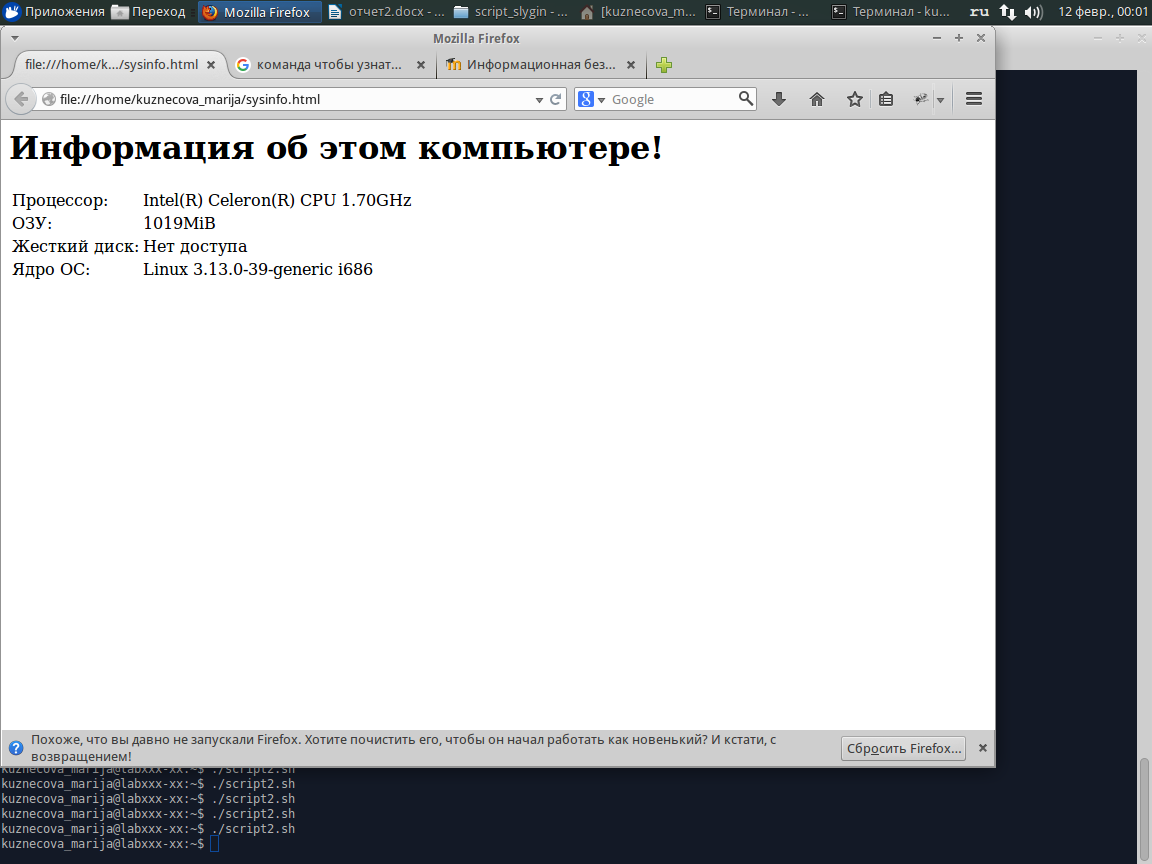 Приложения Переход Mozilla Firefox отчет2.docx - ... script_slygin - ... [kuznecova_m... Терминал - ... Терминал - ku... ru 12 февр., 00:01
Mozilla Firefox
file:///home/k.../sysinfo.html команда чтобы узнат... Информационная без...
file:///home/kuznecova_marija/sysinfo.html Google
Информация об этом компьютере!
Процессор: Intel(R) Celeron(R) CPU 1.70GHz
ОЗУ: 1019MiB
Жесткий диск: Нет доступа
Ядро ОС: Linux 3.13.0-39-generic i686
Похоже, что вы давно не запускали Firefox. Хотите почистить его, чтобы он начал работать как новенький? И кстати, с
возвращением!
Сбросить Firefox...
kuznecova_marija@labxxx-xx:~$ ./script2.sh
kuznecova_marija@labxxx-xx:~$ ./script2.sh
kuznecova_marija@labxxx-xx:~$ ./script2.sh
kuznecova_marija@labxxx-xx:~$ ./script2.sh
kuznecova_marija@labxxx-xx:~$ ./script2.sh
kuznecova_marija@labxxx-xx:~$